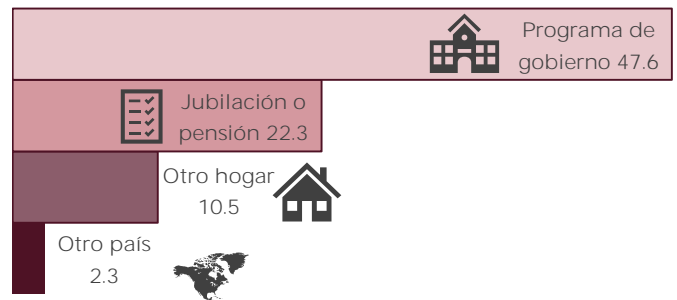 Programa de
gobierno 47.6
Jubilación o
pensión 22.3
Otro hogar
10.5
Otro país
2.3